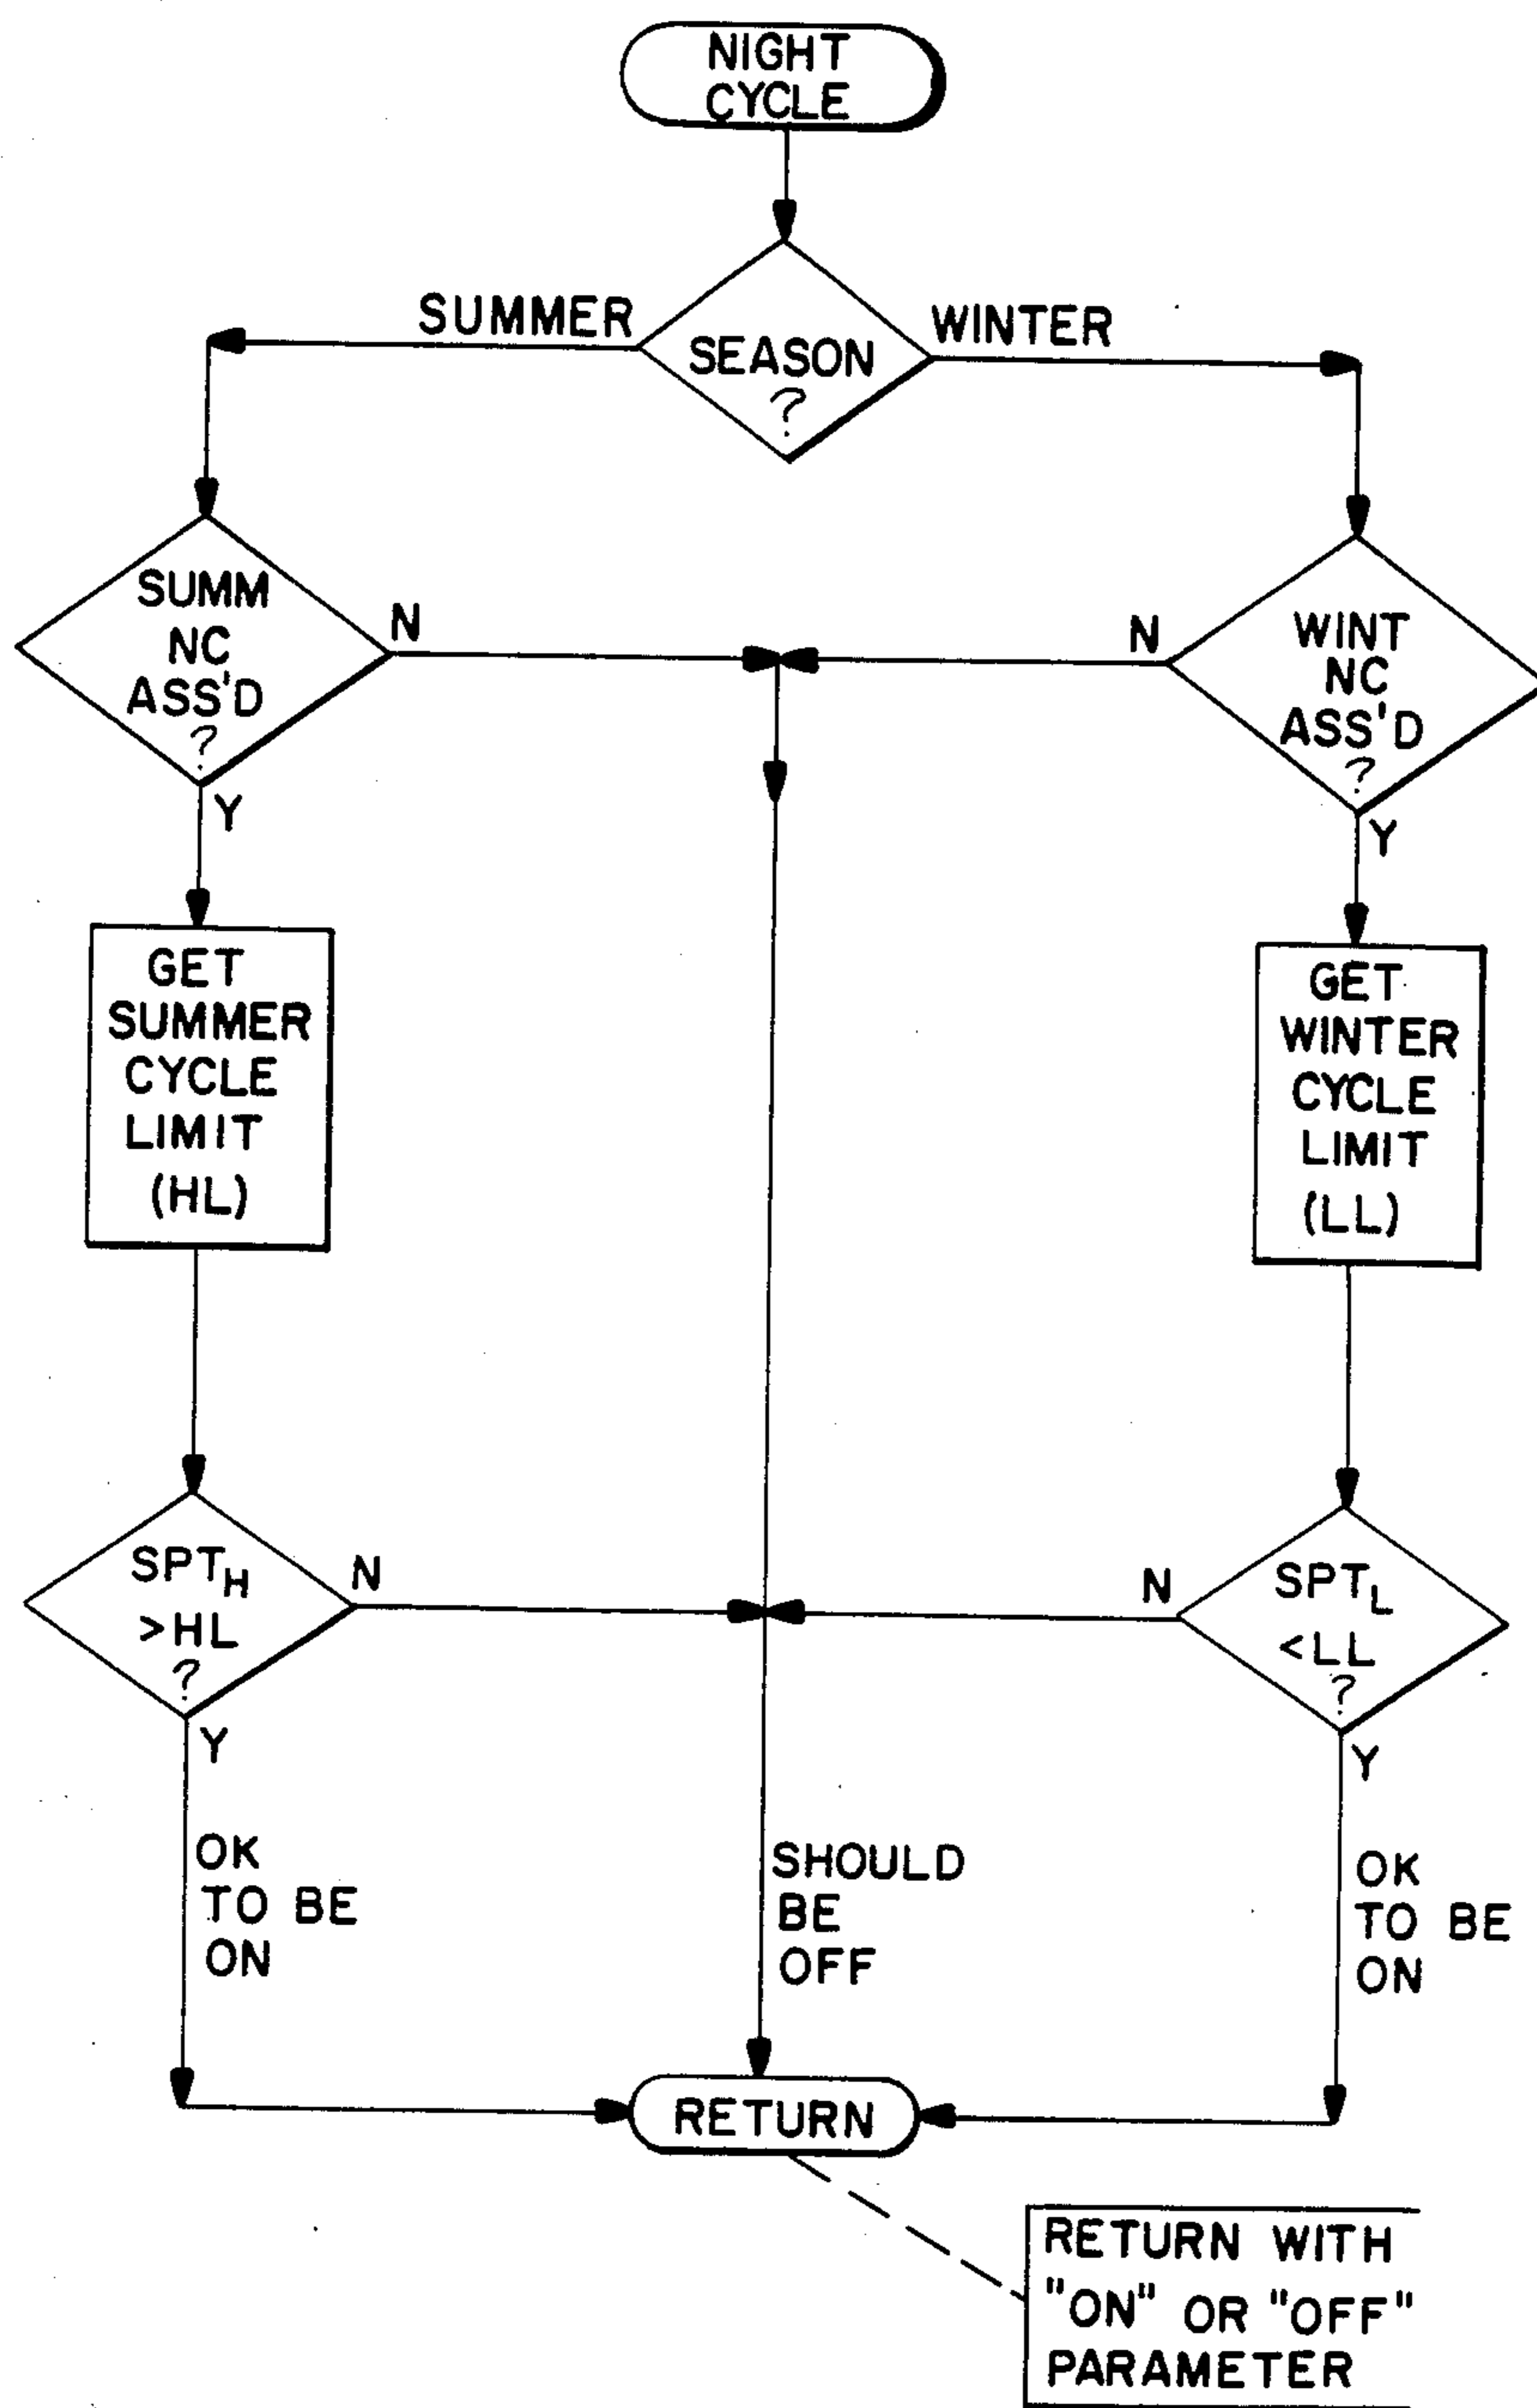 NIGHT
CYCLE
SUMMER
WINTER
SEASON
?
SUMM
NC
ASS'D
?
N
Y
N
WINT
NC
ASS'D
?
Y
GET
SUMMER
CYCLE
LIMIT
(HL)
GET
WINTER
CYCLE
LIMIT
(LL)
SPTH
>HL
?
N
Y
N
SPTL
<LL
?
Y
OK
TO BE
ON
SHOULD
BE
OFF
OK
TO BE
ON
RETURN
RETURN WITH
"ON" OR "OFF"
PARAMETER